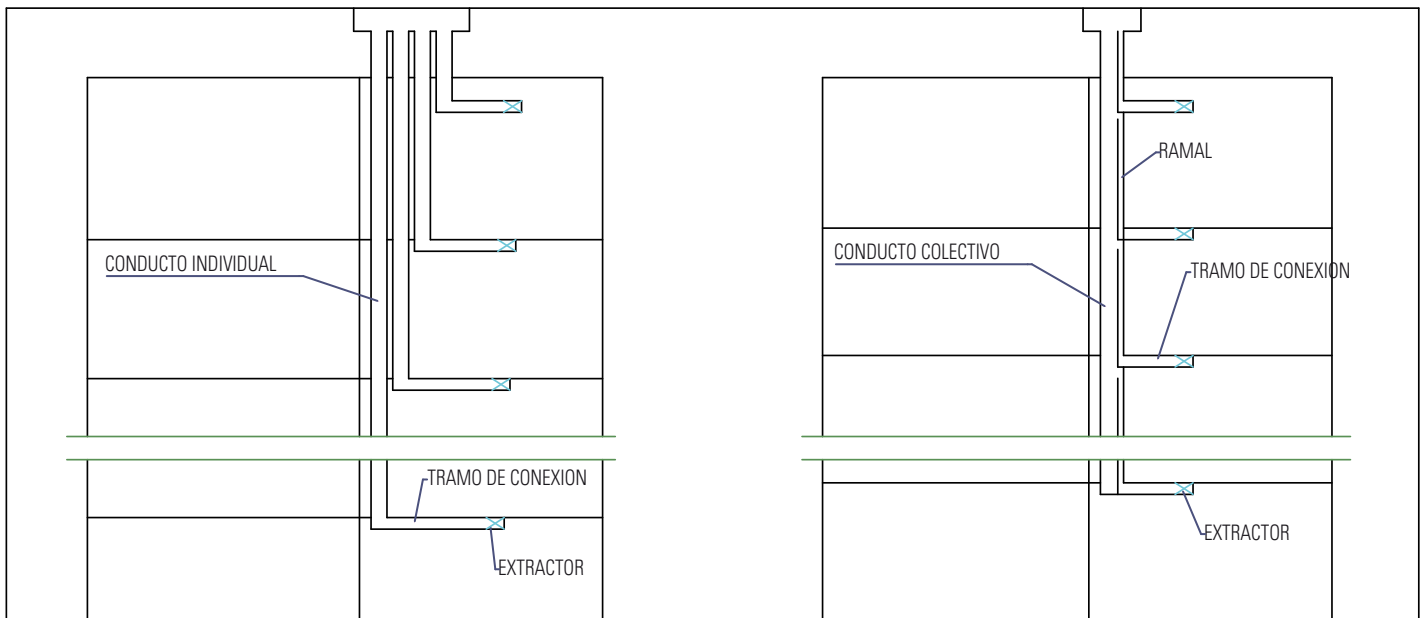 CONDUCTO INDIVIDUAL
TRAMO DE CONEXION
EXTRACTOR
RAMAL
CONDUCTO COLECTIVO
TRAMO DE CONEXION
EXTRACTOR